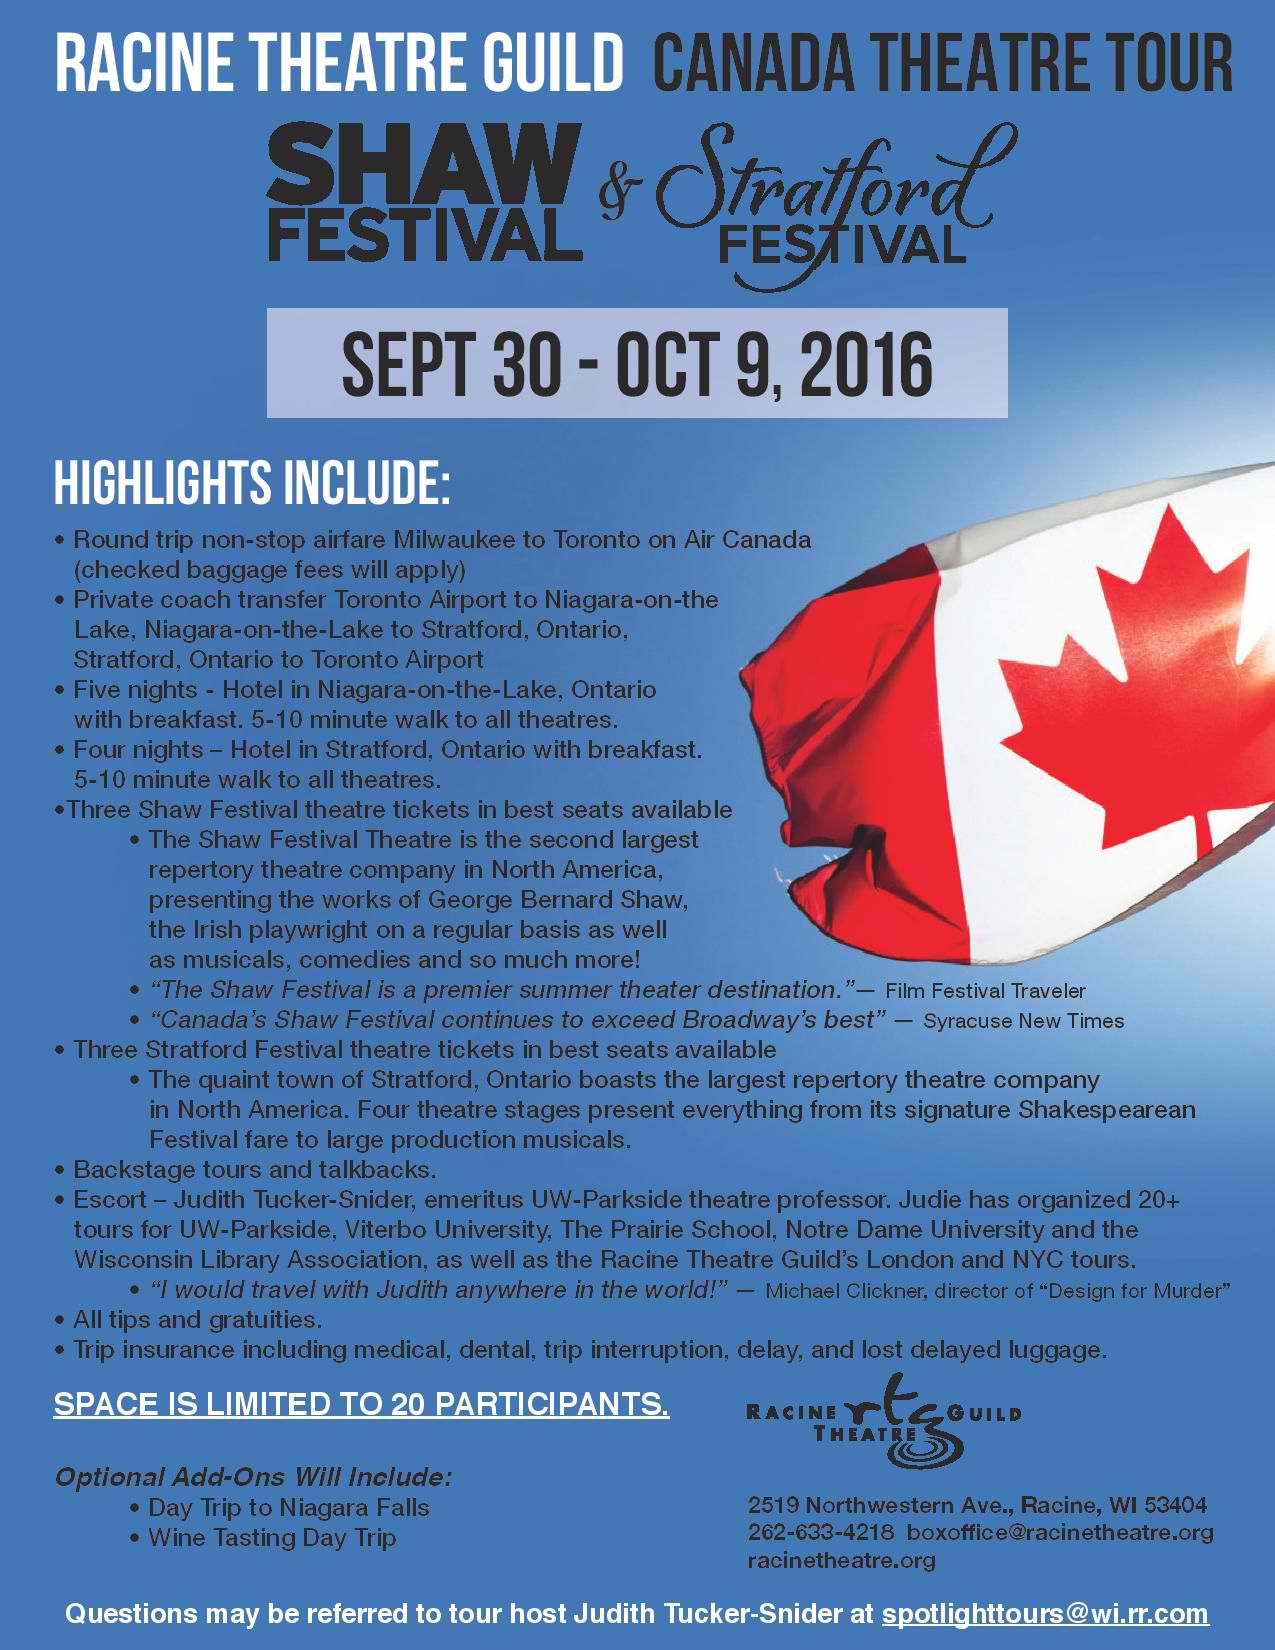 RACINE THEATRE GUILD CANADA THEATRE TOUR
SHAW FESTIVAL & Stratford FESTIVAL
SEPT 30 - OCT 9, 2016
HIGHLIGHTS INCLUDE:
• Round trip non-stop airfare Milwaukee to Toronto on Air Canada
(checked baggage fees will apply)
• Private coach transfer Toronto Airport to Niagara-on-the
Lake, Niagara-on-the-Lake to Stratford, Ontario,
Stratford, Ontario to Toronto Airport
• Five nights - Hotel in Niagara-on-the-Lake, Ontario
with breakfast. 5-10 minute walk to all theatres.
• Four nights – Hotel in Stratford, Ontario with breakfast.
5-10 minute walk to all theatres.
•Three Shaw Festival theatre tickets in best seats available
• The Shaw Festival Theatre is the second largest
repertory theatre company in North America,
presenting the works of George Bernard Shaw,
the Irish playwright on a regular basis as well
as musicals, comedies and so much more!
• “The Shaw Festival is a premier summer theater destination.”— Film Festival Traveler
• “Canada’s Shaw Festival continues to exceed Broadway’s best” — Syracuse New Times
• Three Stratford Festival theatre tickets in best seats available
• The quaint town of Stratford, Ontario boasts the largest repertory theatre company
in North America. Four theatre stages present everything from its signature Shakespearean
Festival fare to large production musicals.
• Backstage tours and talkbacks.
• Escort – Judith Tucker-Snider, emeritus UW-Parkside theatre professor. Judie has organized 20+
tours for UW-Parkside, Viterbo University, The Prairie School, Notre Dame University and the
Wisconsin Library Association, as well as the Racine Theatre Guild’s London and NYC tours.
• “I would travel with Judith anywhere in the world!” — Michael Clickner, director of “Design for Murder”
• All tips and gratuities.
• Trip insurance including medical, dental, trip interruption, delay, and lost delayed luggage.
SPACE IS LIMITED TO 20 PARTICIPANTS.
RACINE rtg GUILD
THEATRE
Optional Add-Ons Will Include:
• Day Trip to Niagara Falls
• Wine Tasting Day Trip
2519 Northwestern Ave., Racine, WI 53404
262-633-4218 boxoffice@racinetheatre.org
racinetheatre.org
Questions may be referred to tour host Judith Tucker-Snider at spotlighttours@wi.rr.com